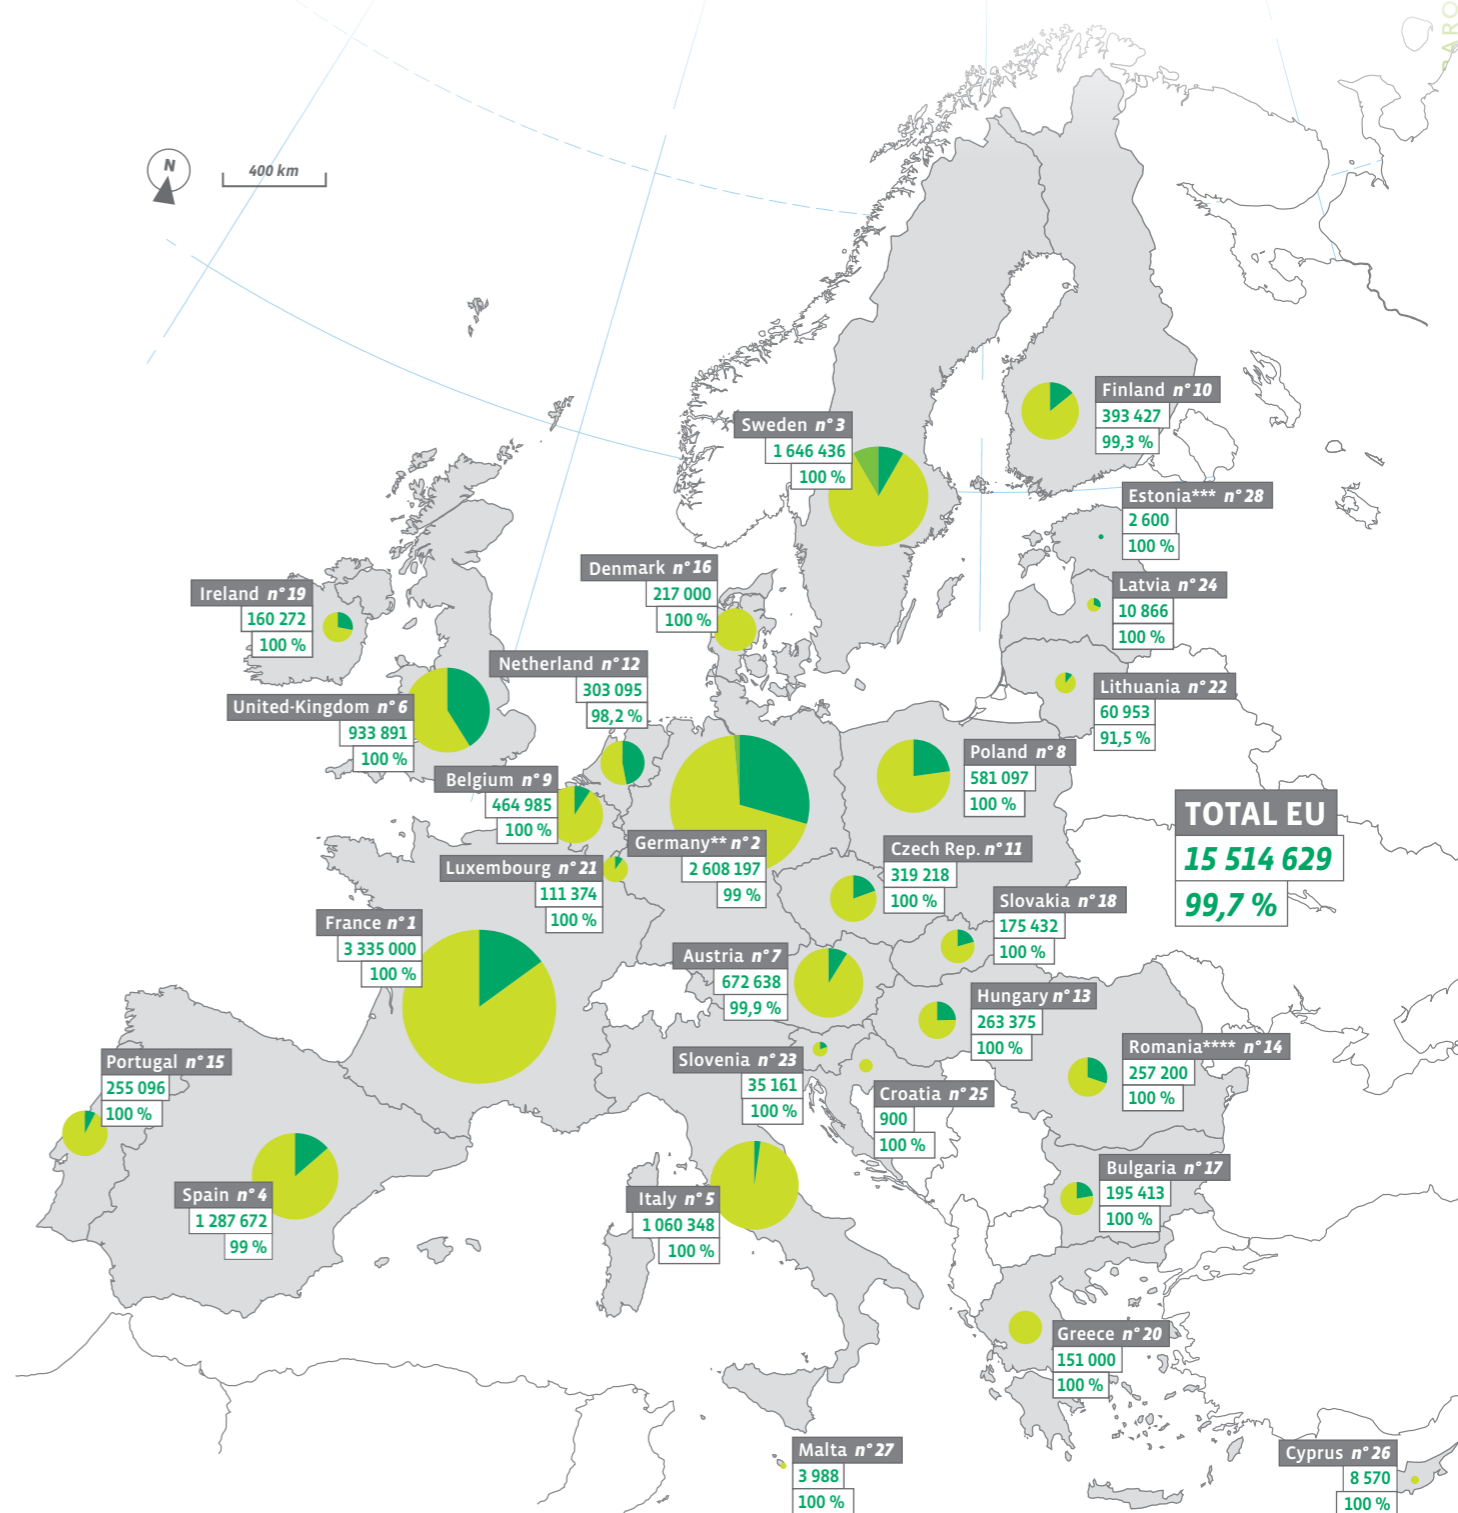 N
400 km
Finland n° 10
393 427
99,3 %
Sweden n° 3
1 646 436
100 %
Estonia*** n° 28
2 600
100 %
Denmark n° 16
217 000
100 %
Latvia n° 24
10 866
100 %
Ireland n° 19
160 272
100 %
Netherland n° 12
303 095
98,2 %
Lithuania n° 22
60 953
91,5 %
United-Kingdom n° 6
933 891
100 %
Poland n° 8
581 097
100 %
Belgium n° 9
464 985
100 %
TOTAL EU
15 514 629
99,7 %
Germany** n° 2
2 608 197
99 %
Czech Rep. n° 11
319 218
100 %
Luxembourg n° 21
111 374
100 %
Slovakia n° 18
175 432
100 %
France n° 1
3 335 000
100 %
Austria n° 7
672 638
99,9 %
Hungary n° 13
263 375
100 %
Romania**** n° 14
257 200
100 %
Portugal n° 15
255 096
100 %
Slovenia n° 23
35 161
100 %
Croatia n° 25
900
100 %
Bulgaria n° 17
195 413
100 %
Spain n° 4
1 287 672
99 %
Italy n° 5
1 060 348
100 %
Greece n° 20
151 000
100 %
Malta n° 27
3 988
100 %
Cyprus n° 26
8 570
100 %